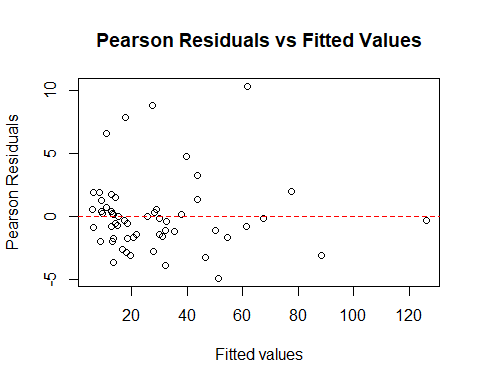 Pearson Residuals vs Fitted Values
Pearson Residuals
10
5
0
-5
20 40 60 80 100 120
Fitted values